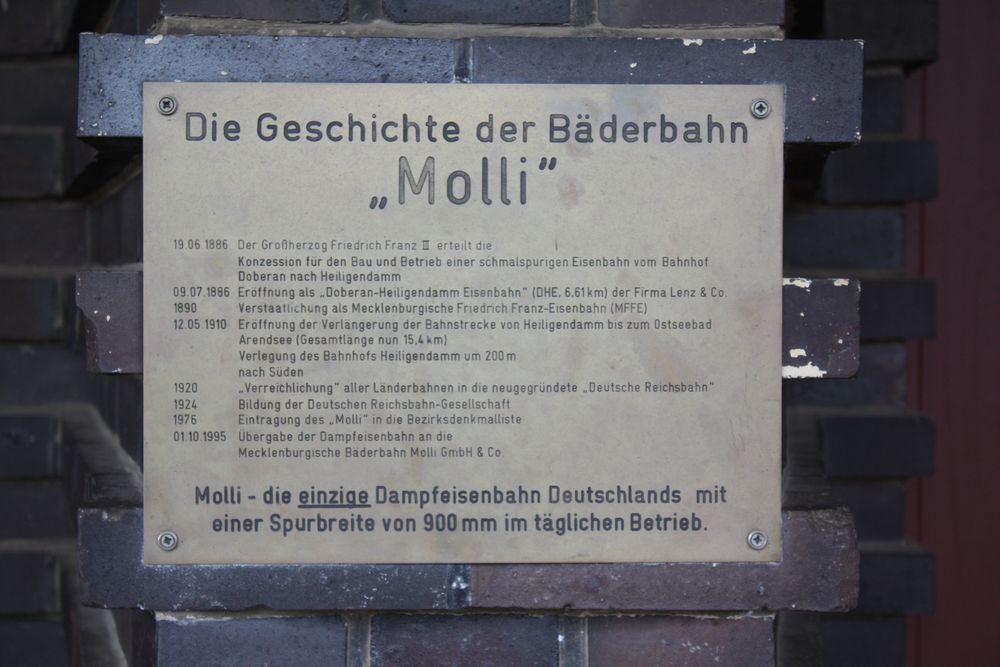 Die Geschichte der Bäderbahn
„Molli”
19.06.1886 Der Großherzog Friedrich Franz III erteilt die
Konzession für den Bau und Betrieb einer schmalspurigen Eisenbahn vom Bahnhof
Doberan nach Heiligendamm
09.07.1886 Eröffnung als „Doberan-Heiligendamm Eisenbahn” (DHE, 6,61 km) der Firma Lenz & Co.
1890 Verstaatlichung als Mecklenburgische Friedrich Franz-Eisenbahn (MFFE)
12.05.1910 Eröffnung der Verlängerung der Bahnstrecke von Heiligendamm bis zum Ostseebad
Arendsee (Gesamtlänge nun 15,4 km)
Verlegung des Bahnhofs Heiligendamm um 200 m
nach Süden
1920 „Verreichlichung” aller Länderbahnen in die neugegründete „Deutsche Reichsbahn”
1924 Bildung der Deutschen Reichsbahn-Gesellschaft
1976 Eintragung des „Molli” in die Bezirksdenkmalliste
01.10.1995 Übergabe der Dampfeisenbahn an die
Mecklenburgische Bäderbahn Molli GmbH & Co.
Molli - die einzige Dampfeisenbahn Deutschlands mit
einer Spurbreite von 900 mm im täglichen Betrieb.